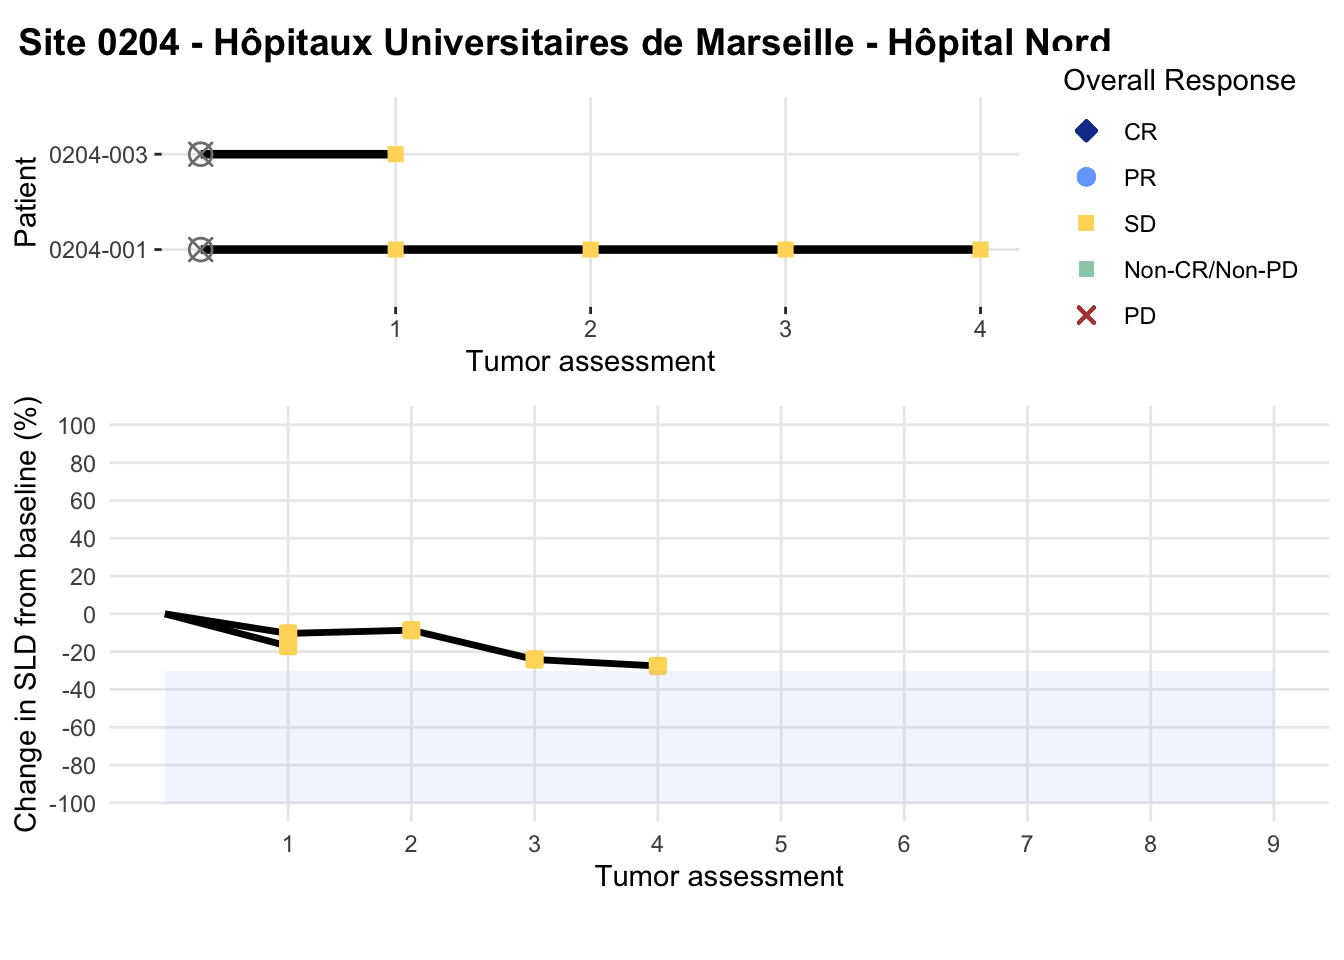 Site 0204 - Hôpitaux Universitaires de Marseille - Hôpital Nord
Overall Response
CR
PR
SD
Non-CR/Non-PD
PD
Patient
0204-003
0204-001
1 2 3 4
Tumor assessment
Change in SLD from baseline (%)
100
80
60
40
20
0
-20
-40
-60
-80
-100
1 2 3 4 5 6 7 8 9
Tumor assessment